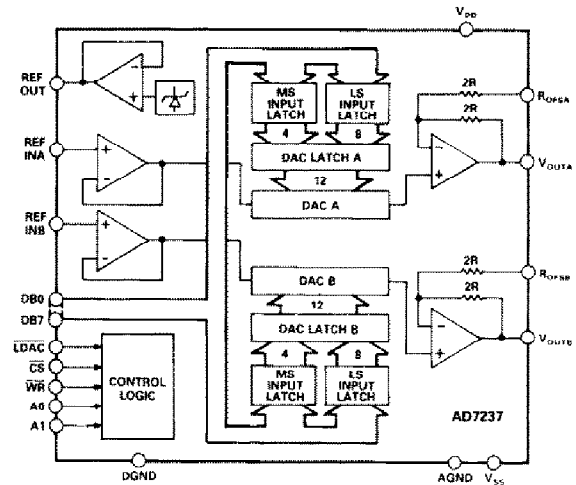 VDD
REF
OUT
REF
INA
REF
INB
DB0
DB7
LDAC
CS
WR
A0
A1
CONTROL
LOGIC
MS
INPUT
LATCH
LS
INPUT
LATCH
4
8
DAC LATCH A
12
DAC A
DAC B
12
DAC LATCH B
4
8
MS
INPUT
LATCH
LS
INPUT
LATCH
2R
2R
ROFSA
VOUTA
2R
2R
ROFSB
VOUTB
AD7237
DGND
AGND
VSS